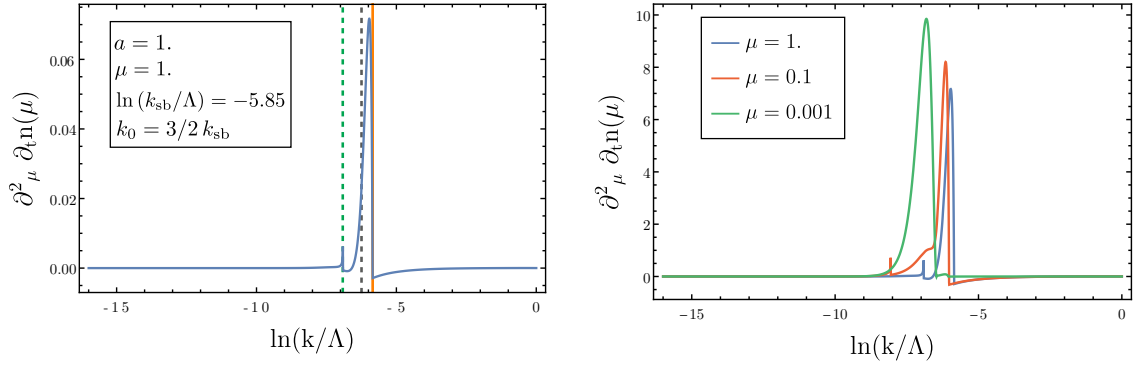 a = 1.
μ = 1.
ln (k_sb/Λ) = −5.85
k_0 = 3/2 k_sb
∂²_μ ∂_t n(μ)
0.06
0.04
0.02
0.00
-15 -10 -5 0
ln(k/Λ)
μ = 1.
μ = 0.1
μ = 0.001
∂²_μ ∂_t n(μ)
10
8
6
4
2
0
−15 −10 −5 0
ln(k/Λ)